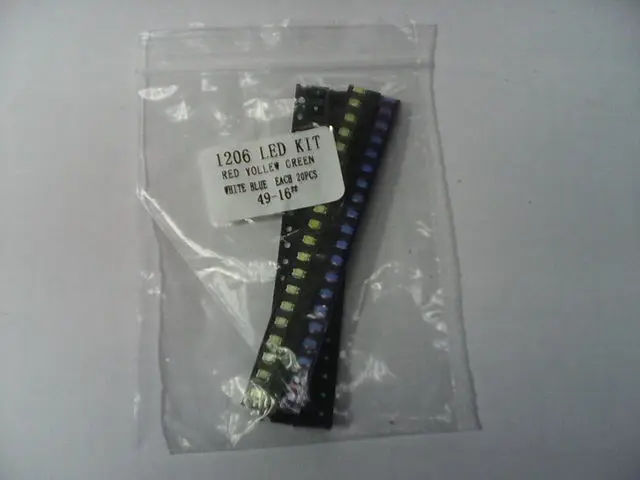 1206 LED KIT
RED YOLLEW GREEN
WHITE BLUE EACH 20PCS
49-16##